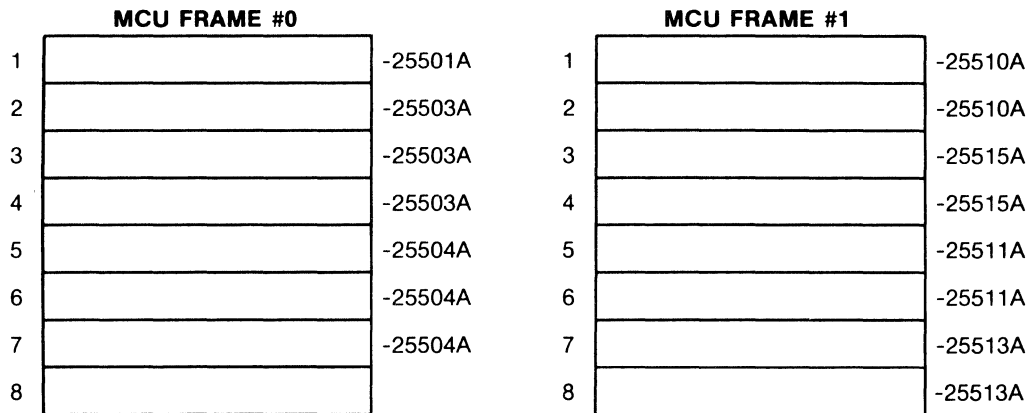 MCU FRAME #0
1 -25501A
2 -25503A
3 -25503A
4 -25503A
5 -25504A
6 -25504A
7 -25504A
8
MCU FRAME #1
1 -25510A
2 -25510A
3 -25515A
4 -25515A
5 -25511A
6 -25511A
7 -25513A
8 -25513A